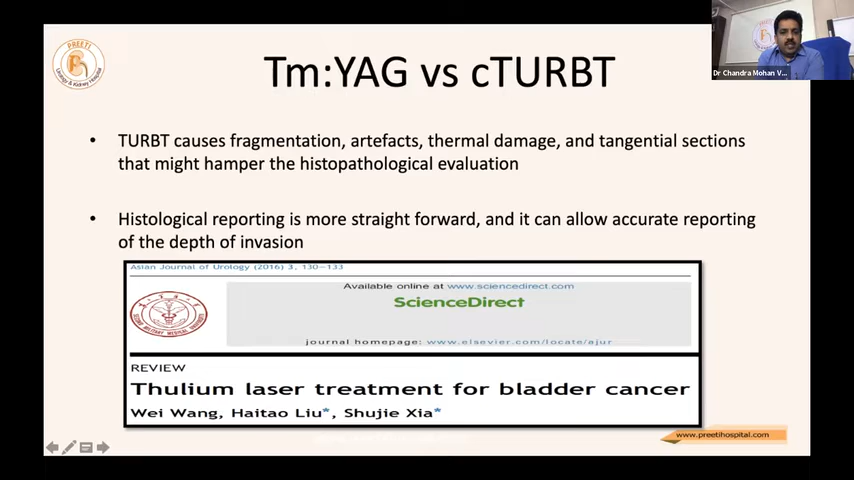 PREETI
Urology & Kidney Hospital
Tm:YAG vs cTURBT
Dr Chandra Mohan V...
• TURBT causes fragmentation, artefacts, thermal damage, and tangential sections
that might hamper the histopathological evaluation
• Histological reporting is more straight forward, and it can allow accurate reporting
of the depth of invasion
Asian Journal of Urology (2016) 3, 130–133
Available online at www.sciencedirect.com
ScienceDirect
journal homepage: www.elsevier.com/locate/ajur
REVIEW
Thulium laser treatment for bladder cancer
Wei Wang, Haitao Liu*, Shujie Xia*
www.preetihospital.com